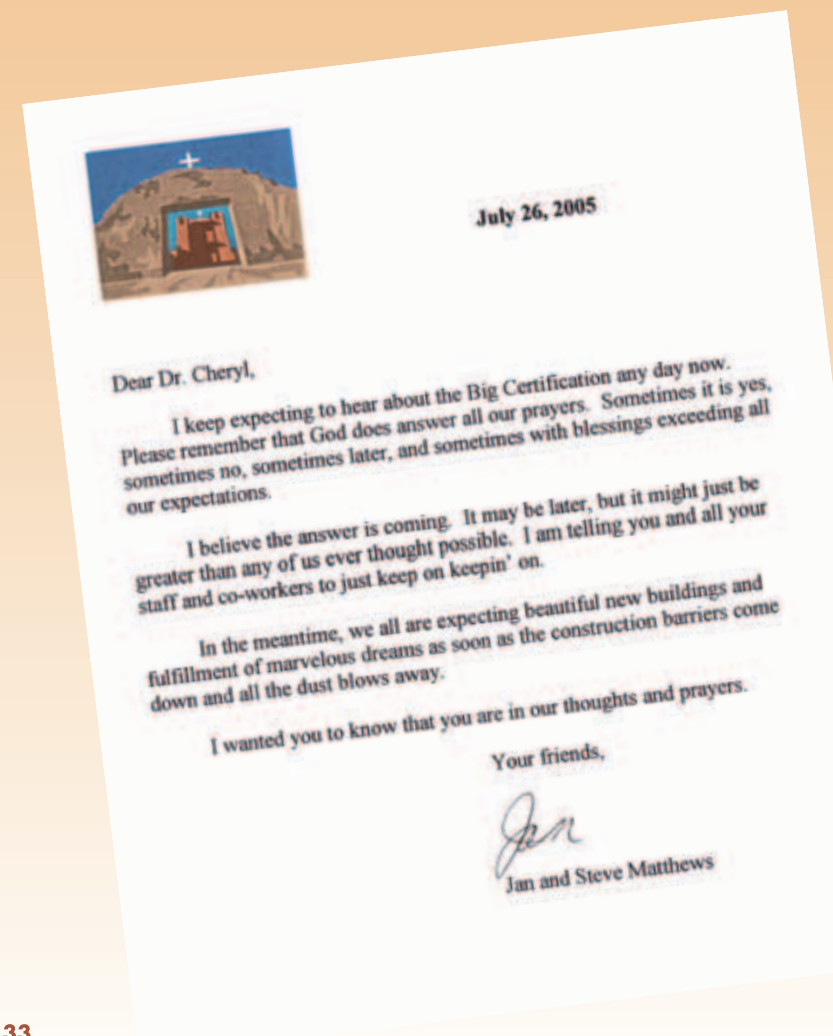 July 26, 2005
Dear Dr. Cheryl,
I keep expecting to hear about the Big Certification any day now.
Please remember that God does answer all our prayers.  Sometimes it is yes,
sometimes no, sometimes later, and sometimes with blessings exceeding all
our expectations.
I believe the answer is coming.  It may be later, but it might just be
greater than any of us ever thought possible.  I am telling you and all your
staff and co-workers to just keep on keepin' on.
In the meantime, we all are expecting beautiful new buildings and
fulfillment of marvelous dreams as soon as the construction barriers come
down and all the dust blows away.
I wanted you to know that you are in our thoughts and prayers.
Your friends,
Jan
Jan and Steve Matthews
33